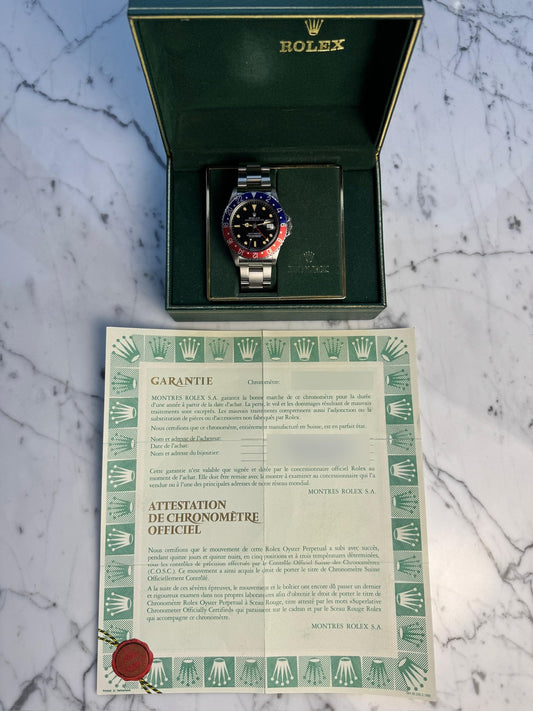 ROLEX
GARANTIE
Chronomètre:
MONTRES ROLEX S.A. garantit la bonne marche de ce chronomètre pour la durée
d'une année à partir de la date d'achat. La perte, le vol et les dommages résultant de mauvais
traitements sont exceptés. Les mauvais traitements comprennent aussi l'adjonction ou la
substitution de pièces ou d'accessoires non fabriqués par Rolex.
Nous certifions que ce chronomètre, entièrement manufacturé en Suisse, est en parfait état.
Nom et adresse de l'acheteur:
Date de l'achat:
Nom et adresse du bijoutier:
Cette garantie n'est valable que signée et datée par le concessionnaire officiel Rolex au
moment de l'achat. Elle doit être remise avec la montre à examiner au concessionnaire qui l'a
vendue ou à l'une des principales adresses de notre réseau mondial.
MONTRES ROLEX S.A.
ATTESTATION
DE CHRONOMÈTRE
OFFICIEL
Nous certifions que le mouvement de cette Rolex Oyster Perpetual a subi avec succès,
pendant quatre jours et quinze nuits, en cinq positions et à trois températures différentes,
tous les contrôles de précision effectués par le Contrôle Officiel Suisse des Chronomètres
(C.O.S.C.). Ce mouvement a ainsi acquis le droit de porter le titre de Chronomètre Suisse
Officiellement Contrôlé.
A la suite de ces sévères épreuves, le mouvement et le boîtier ont encore dû passer un dernier
et rigoureux examen dans nos propres laboratoires afin d'obtenir le droit de porter le titre de
Chronomètre Rolex Oyster Perpetual à Sceau Rouge, titre attesté par les mots «Superlative
Chronometer Officially Certified» qui paraissent sur le cadran et par le Sceau Rouge Rolex
qui accompagne ce chronomètre.
MONTRES ROLEX S.A.
Printed in Switzerland